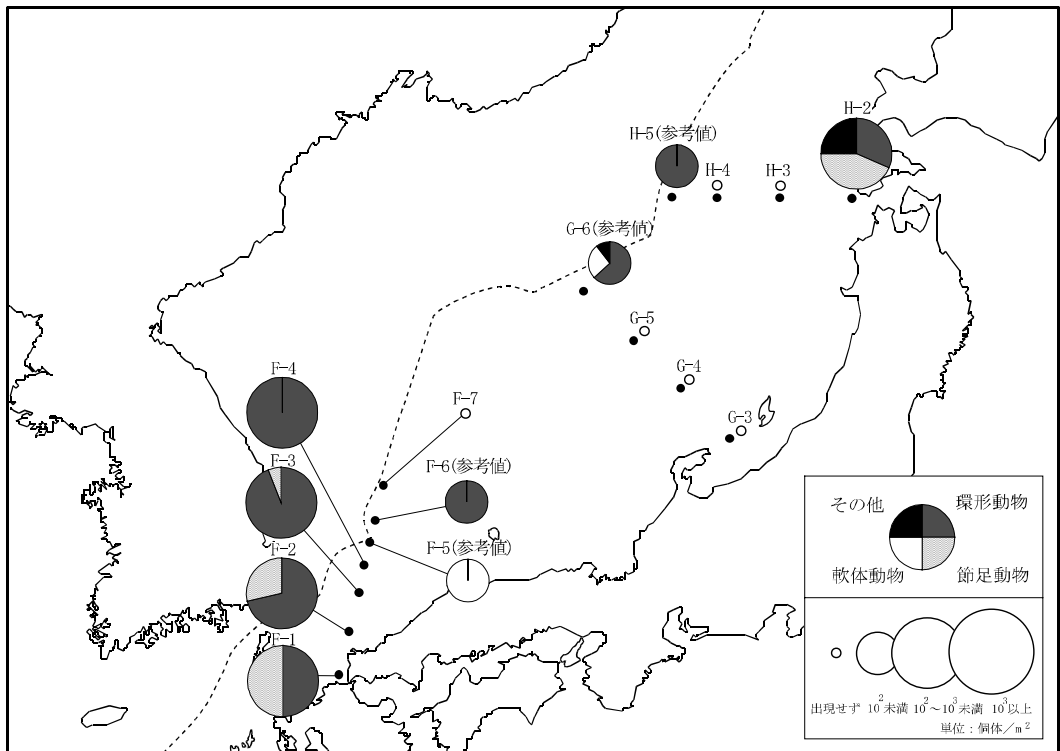 H-2
H-5(参考値)
H-4
H-3
G-6(参考値)
G-5
F-4
G-4
F-7
G-3
F-3
F-6(参考値)
その他
環形動物
F-2
F-5(参考値)
軟体動物
節足動物
F-1
出現せず 10²未満 10²～10³未満 10³以上
単位：個体/m²